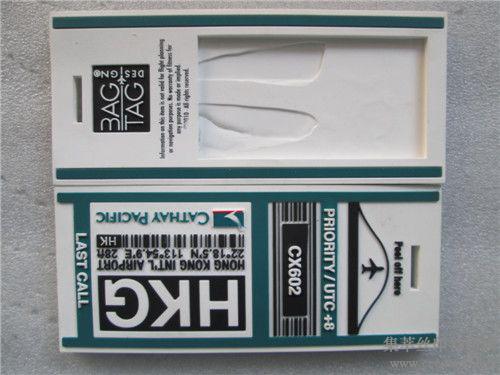 BAG
TAG
DESIGN®
Information on this item is not valid for flight planning
or navigation purposes. No warranty of fitness for
any purpose is made or implied.
All rights reserved.
CATHAY PACIFIC
HK
HONG KONG INT'L AIRPORT
22°18.5'N 113°54.9'E 28ft
HKG
LAST CALL
CX602
PRIORITY / UTC +8
Peel off here